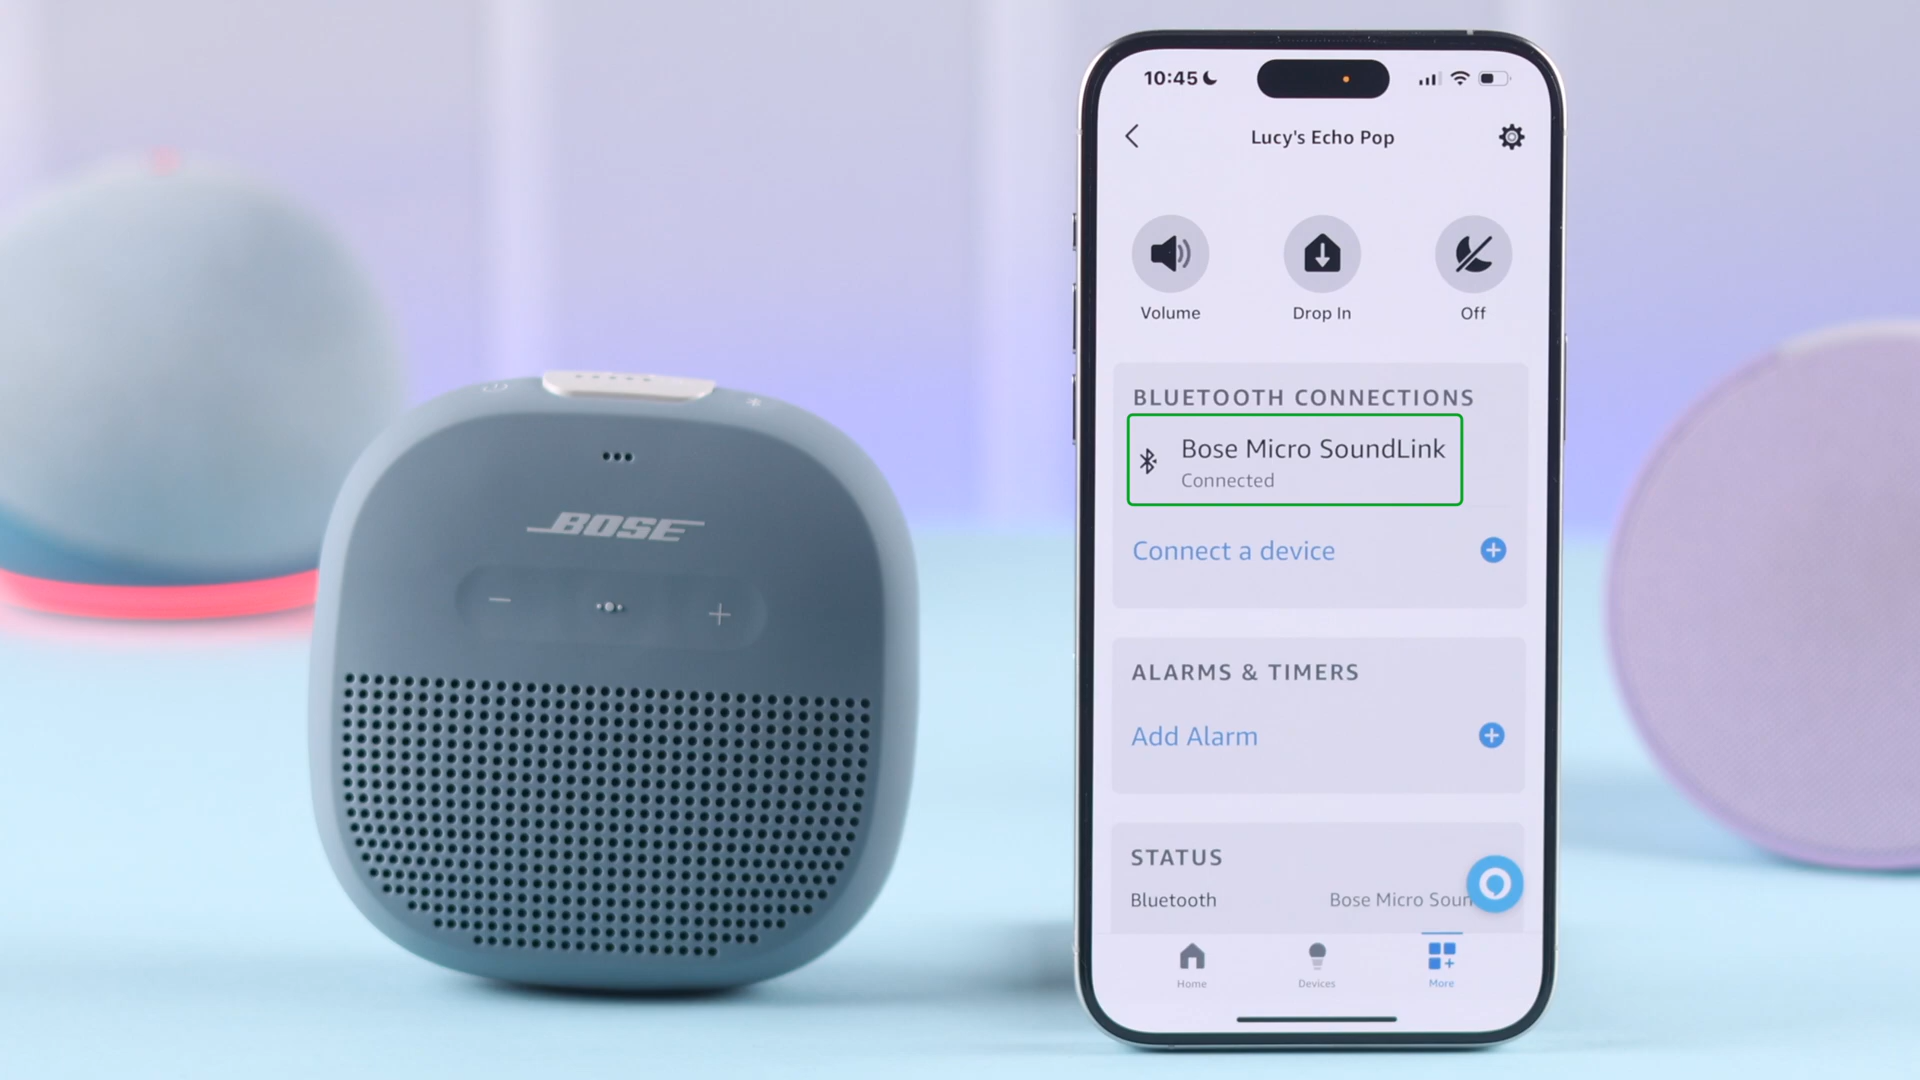 BOSE
10:45
Lucy's Echo Pop
Volume
Drop In
Off
BLUETOOTH CONNECTIONS
Bose Micro SoundLink
Connected
Connect a device
ALARMS & TIMERS
Add Alarm
STATUS
Bluetooth Bose Micro Soun
Home
Devices
More